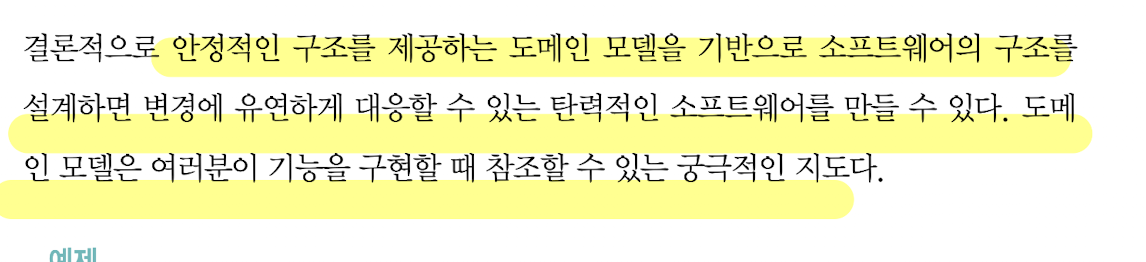 결론적으로 안정적인 구조를 제공하는 도메인 모델을 기반으로 소프트웨어의 구조를
설계하면 변경에 유연하게 대응할 수 있는 탄력적인 소프트웨어를 만들 수 있다. 도메
인 모델은 여러분이 기능을 구현할 때 참조할 수 있는 궁극적인 지도다.
예제